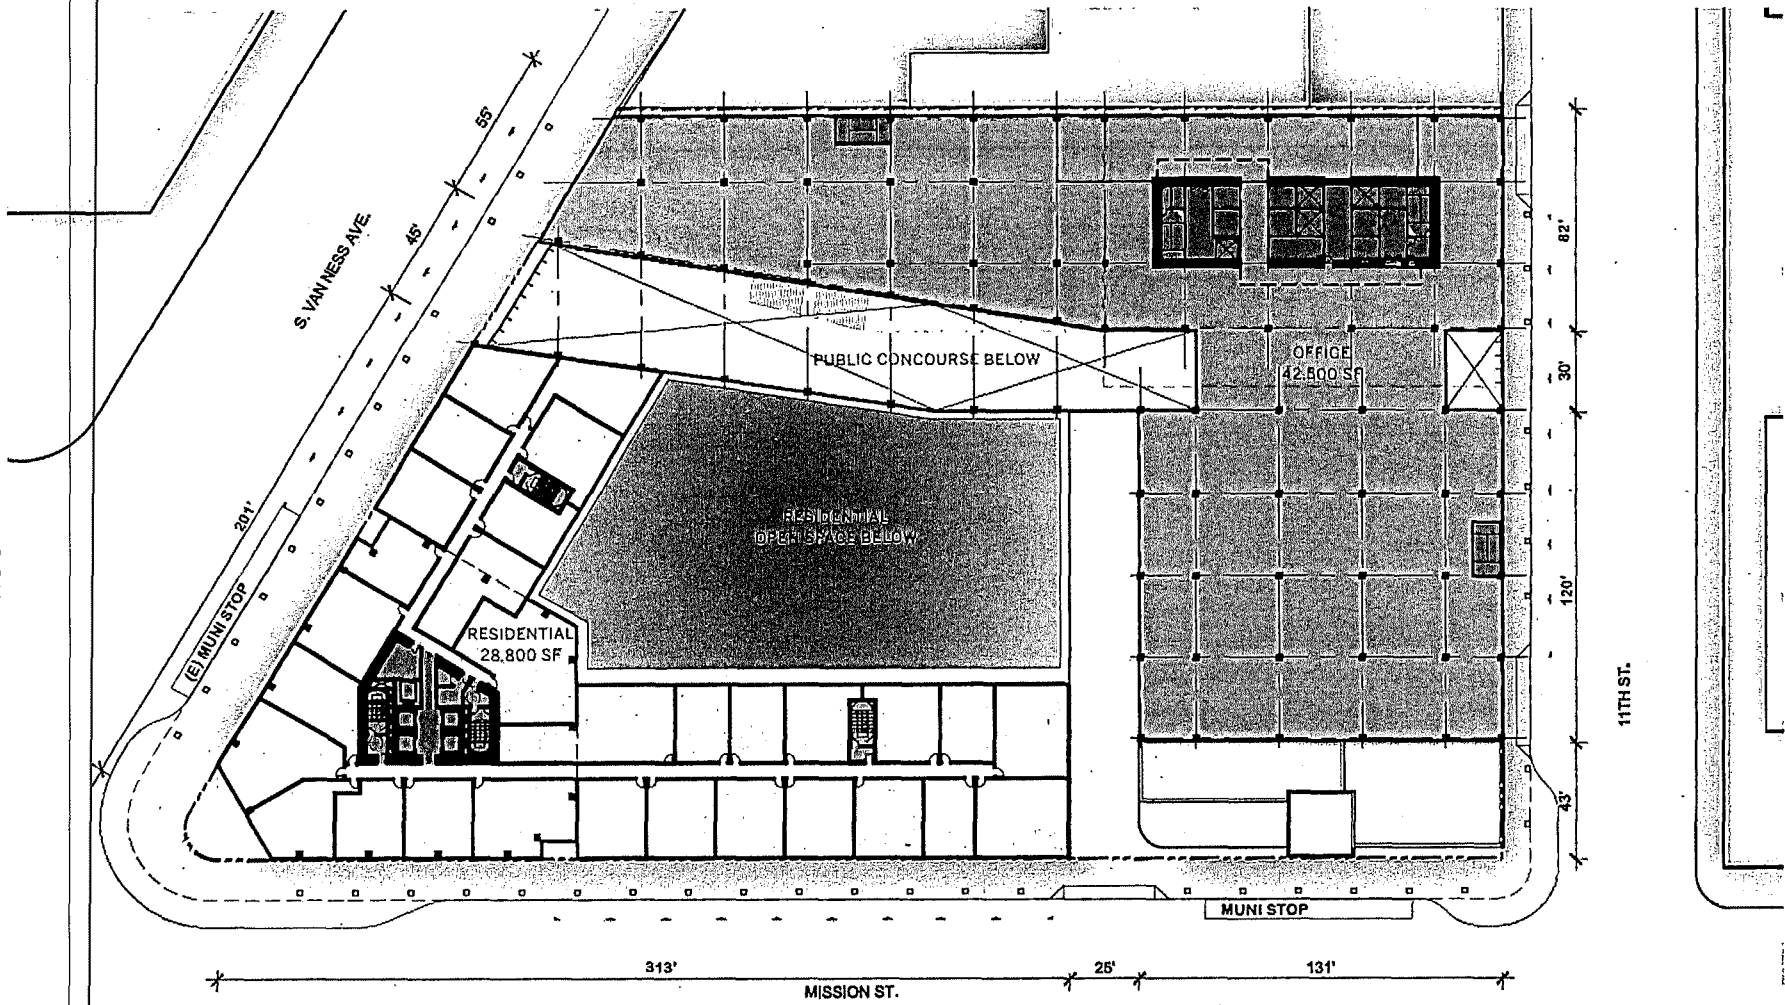 55'
45'
S. VAN NESS AVE.
201'
(E) MUNI STOP
82'
30'
120'
43'
11TH ST.
PUBLIC CONCOURSE BELOW
OFFICE
42,800 SF
RESIDENTIAL
OPEN SPACE BELOW
RESIDENTIAL
28,800 SF
MUNI STOP
313'
25'
131'
MISSION ST.